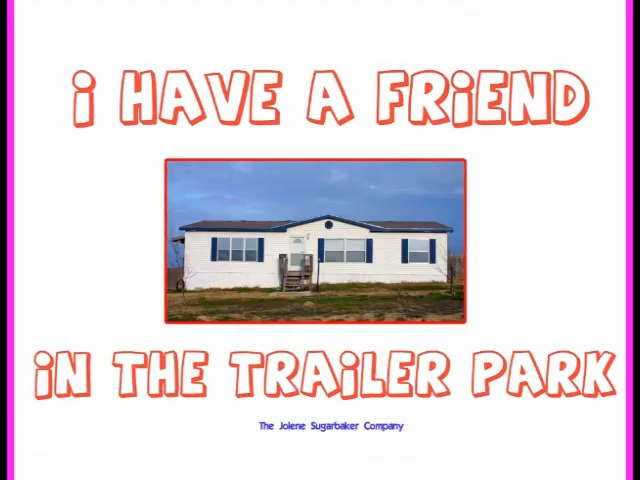 I HAVE A FRIEND
IN THE TRAILER PARK
The Jolene Sugarbaker Company